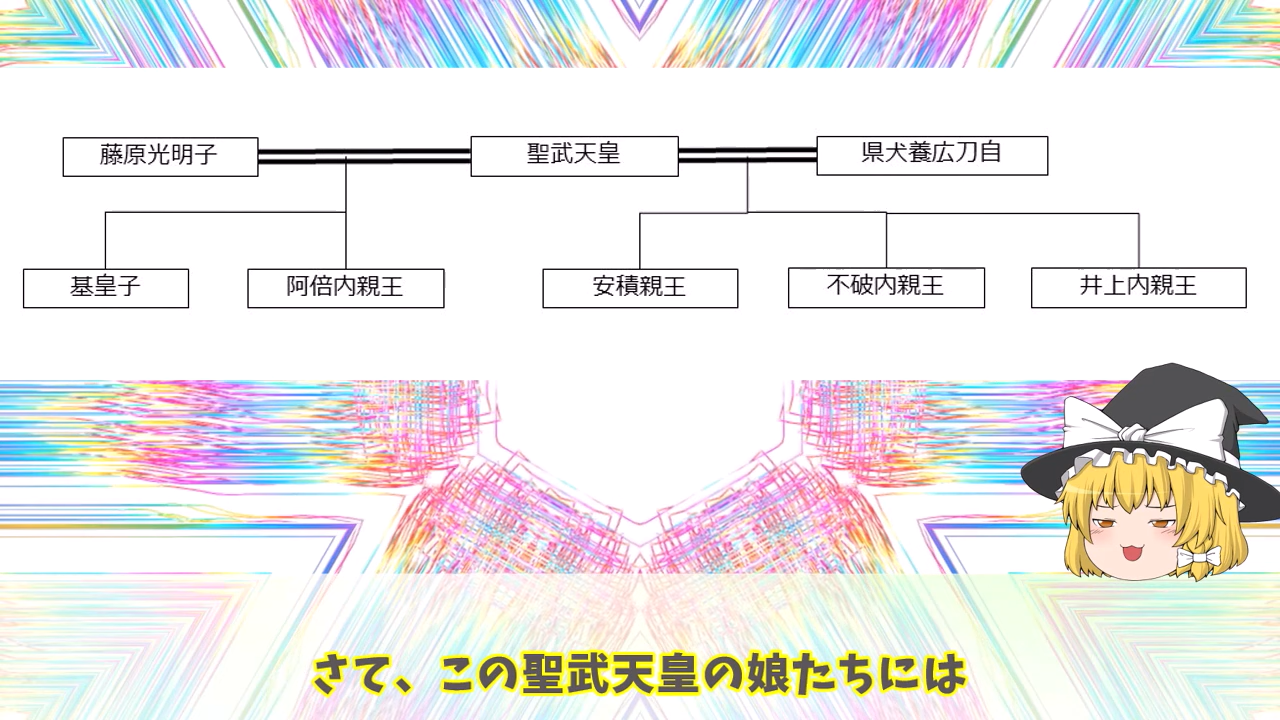 藤原光明子
聖武天皇
県犬養広刀自
基皇子
阿倍内親王
安積親王
不破内親王
井上内親王
さて、この聖武天皇の娘たちには